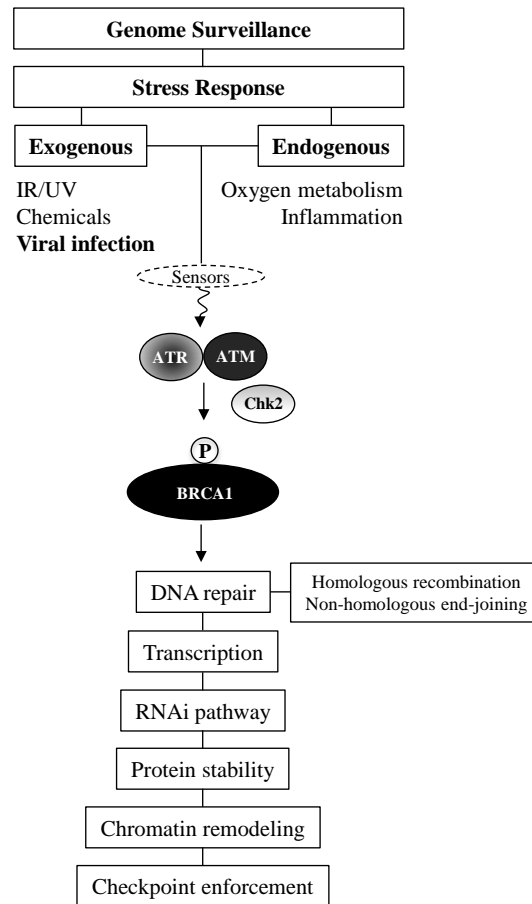 Genome Surveillance
Stress Response
Exogenous
Endogenous
IR/UV
Chemicals
Viral infection
Oxygen metabolism
Inflammation
Sensors
ATR
ATM
Chk2
P
BRCA1
DNA repair
Homologous recombination
Non-homologous end-joining
Transcription
RNAi pathway
Protein stability
Chromatin remodeling
Checkpoint enforcement